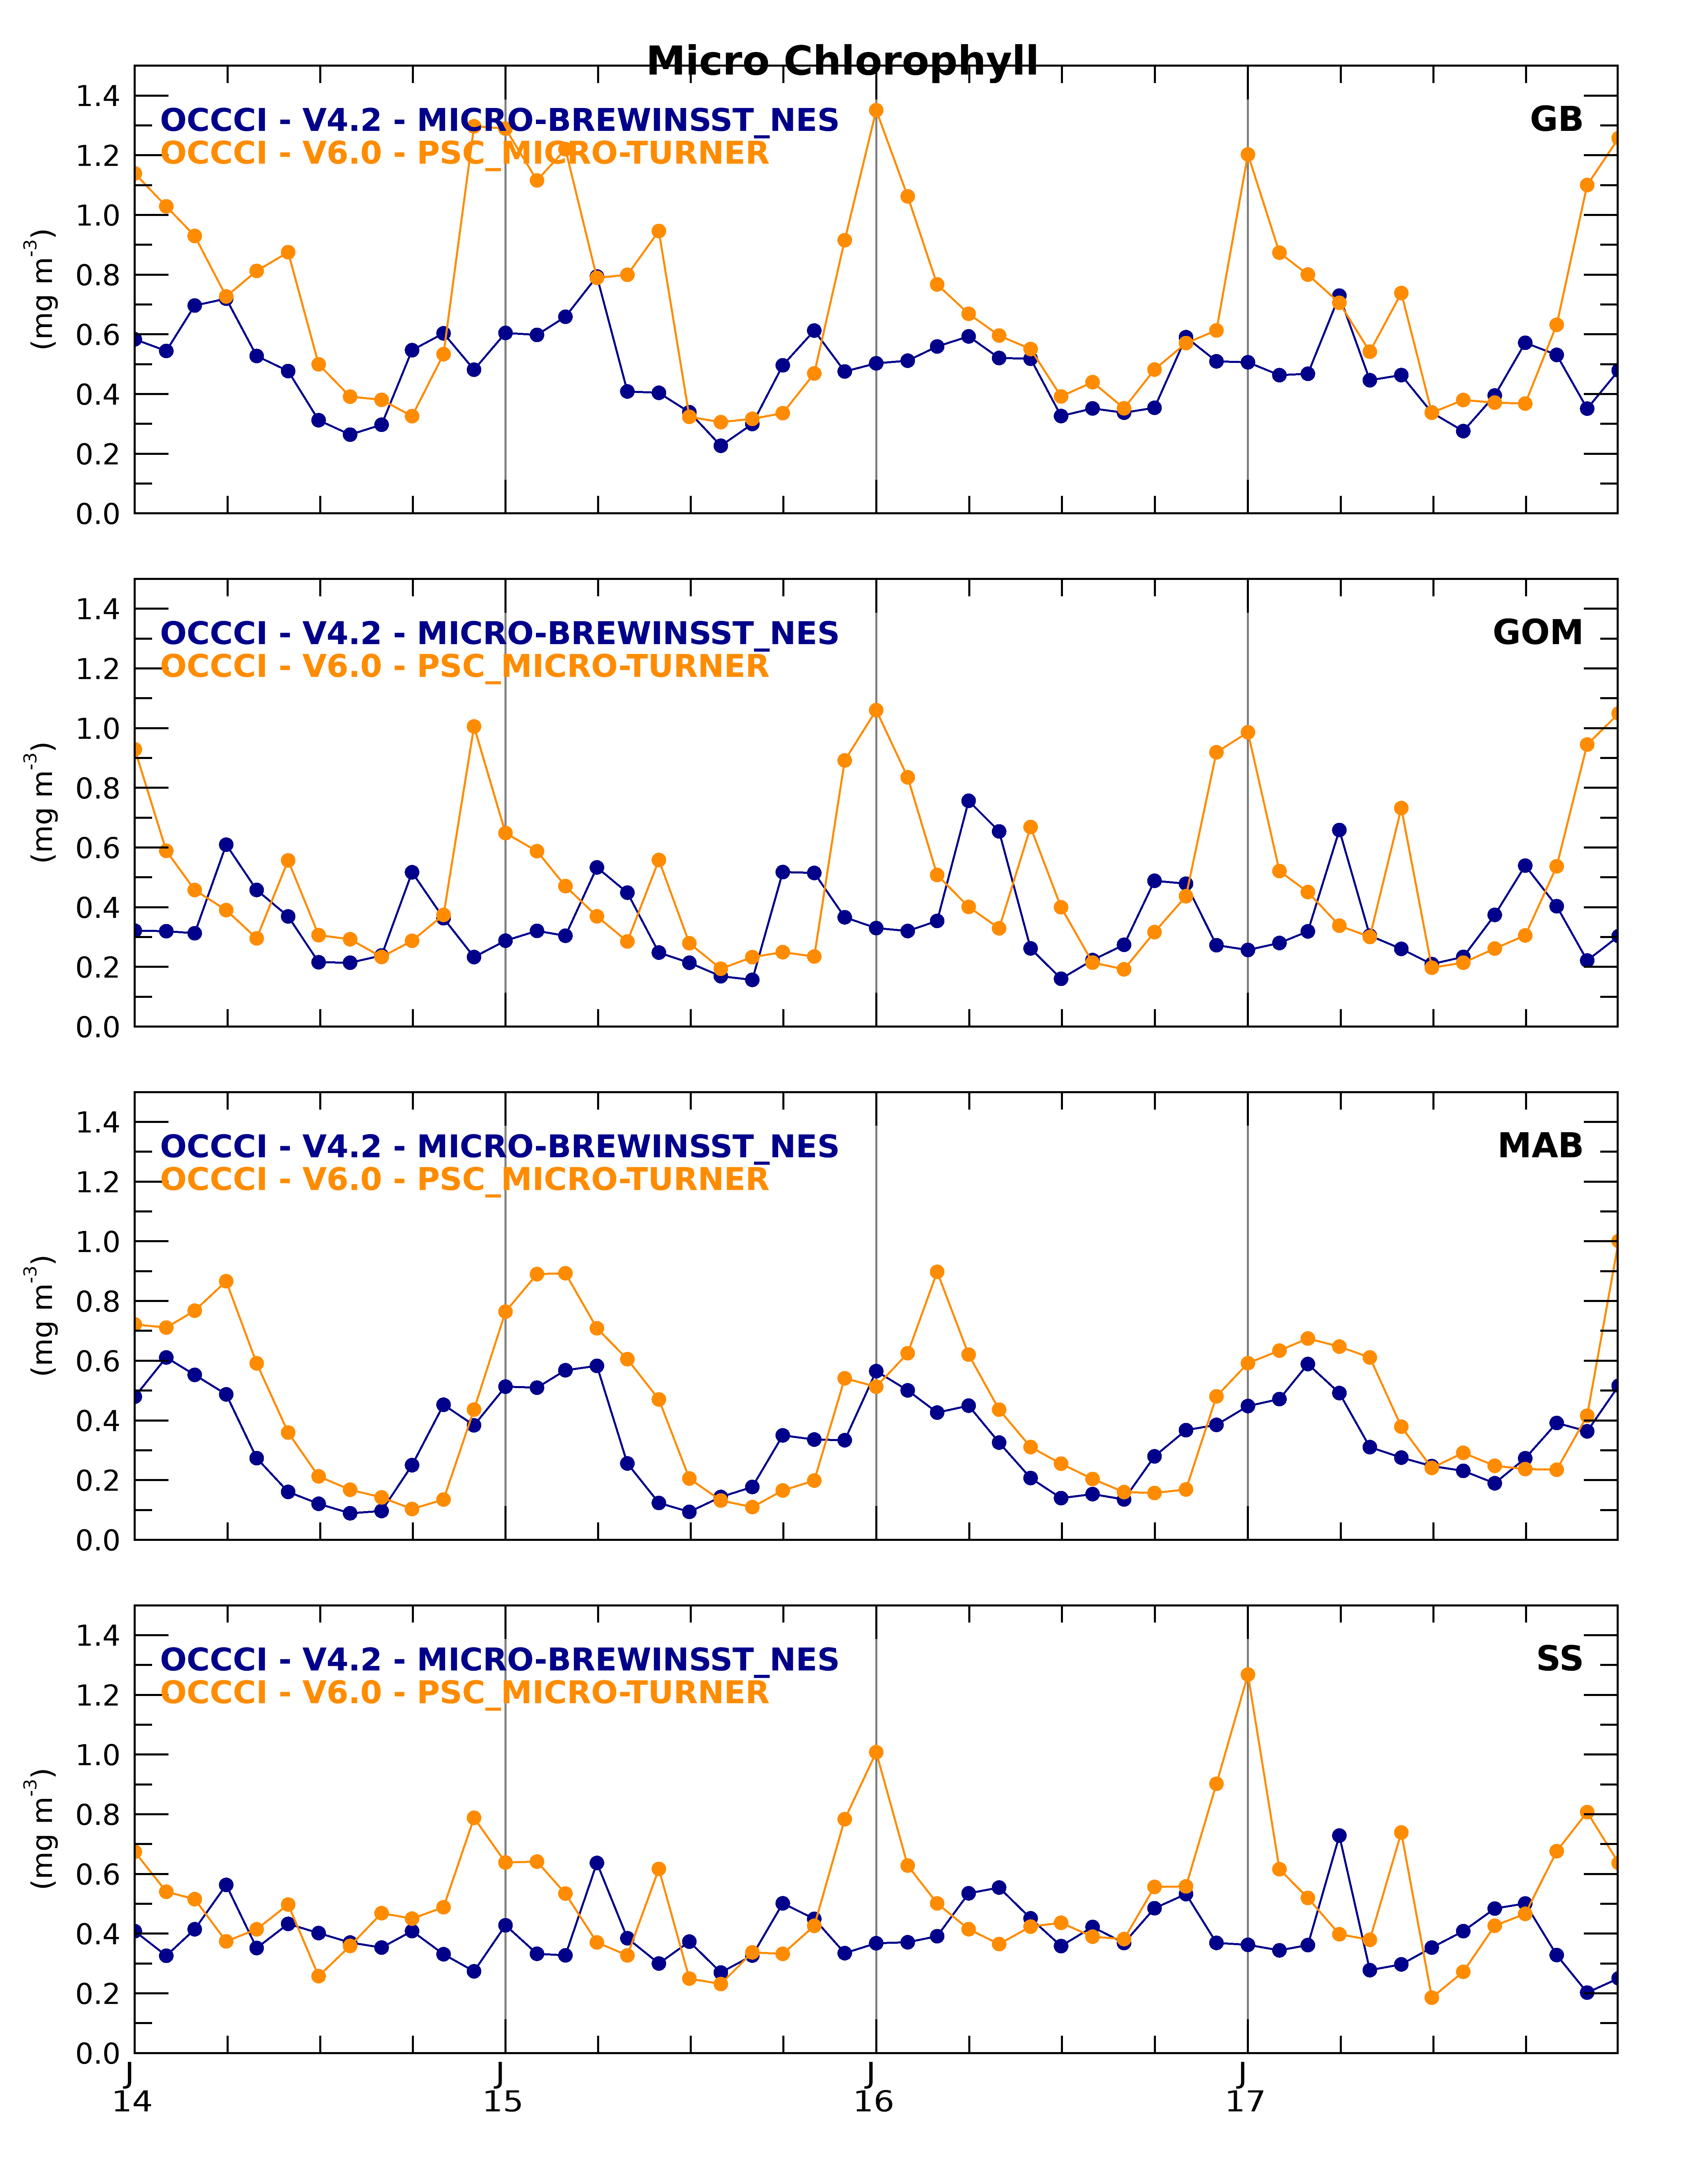 Micro Chlorophyll
1.4
OCCCI - V4.2 - MICRO-BREWINSST_NES
GB
OCCCI - V6.0 - PSC_MICRO-TURNER
1.2
1.0
0.8
(mg m-3)
0.6
0.4
0.2
0.0
1.4
OCCCI - V4.2 - MICRO-BREWINSST_NES
GOM
OCCCI - V6.0 - PSC_MICRO-TURNER
1.2
1.0
0.8
(mg m-3)
0.6
0.4
0.2
0.0
1.4
OCCCI - V4.2 - MICRO-BREWINSST_NES
MAB
OCCCI - V6.0 - PSC_MICRO-TURNER
1.2
1.0
0.8
(mg m-3)
0.6
0.4
0.2
0.0
1.4
OCCCI - V4.2 - MICRO-BREWINSST_NES
SS
OCCCI - V6.0 - PSC_MICRO-TURNER
1.2
1.0
0.8
(mg m-3)
0.6
0.4
0.2
0.0
J J J J
14 15 16 17